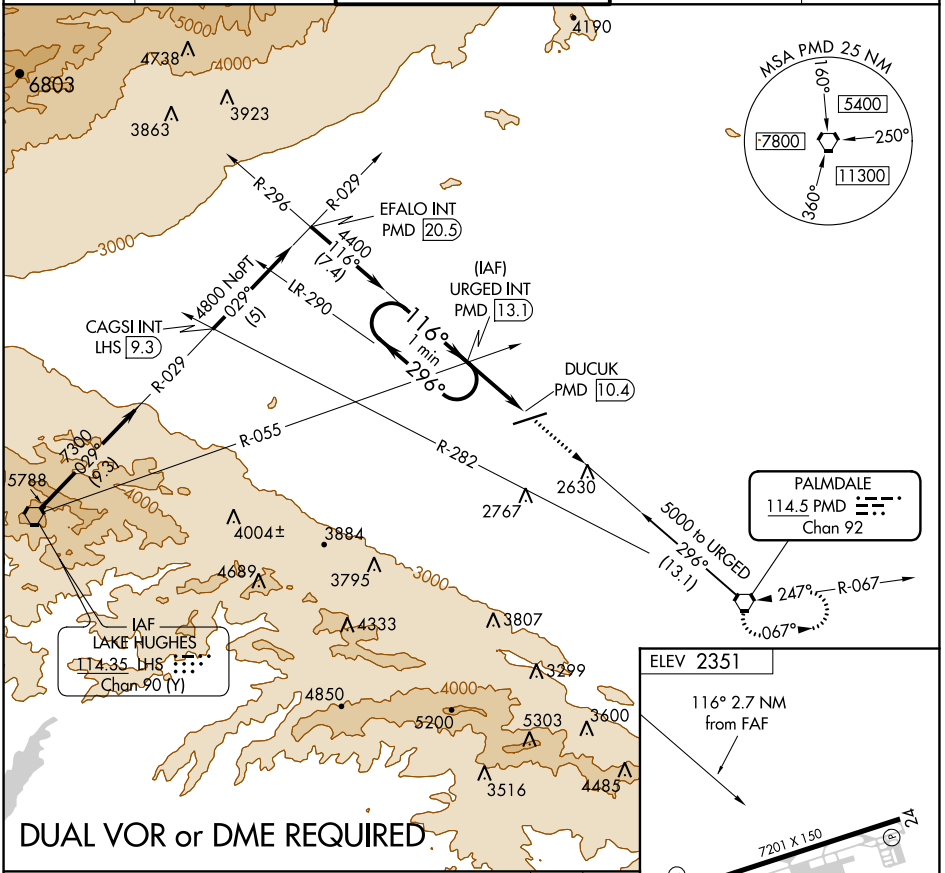 5000
4190
4738
4000
6803
3863
3923
3000
MSA PMD 25 NM
160°
5400
7800
250°
11300
360°
R-296
R-029
EFALO INT
PMD 20.5
4400
116°
(7.4)
4800 NoPT
029°
(5)
LR-290
(IAF)
URGED INT
PMD 13.1
CAGSI INT
LHS 9.3
116°
1 min
296°
R-029
DUCUK
PMD 10.4
R-055
R-282
7300
029°
(9.3)
5788
4000
2630
2767
PALMDALE
114.5 PMD
Chan 92
5000 to URGED
296°
(13.1)
4004±
3884
4689
3795
3000
247°
R-067
067°
IAF
LAKE HUGHES
114.35 LHS
Chan 90 (Y)
4333
3807
3299
4850
4000
5200
5303
3600
3516
4485
ELEV 2351
116° 2.7 NM
from FAF
7201 X 150
24
P
DUAL VOR or DME REQUIRED